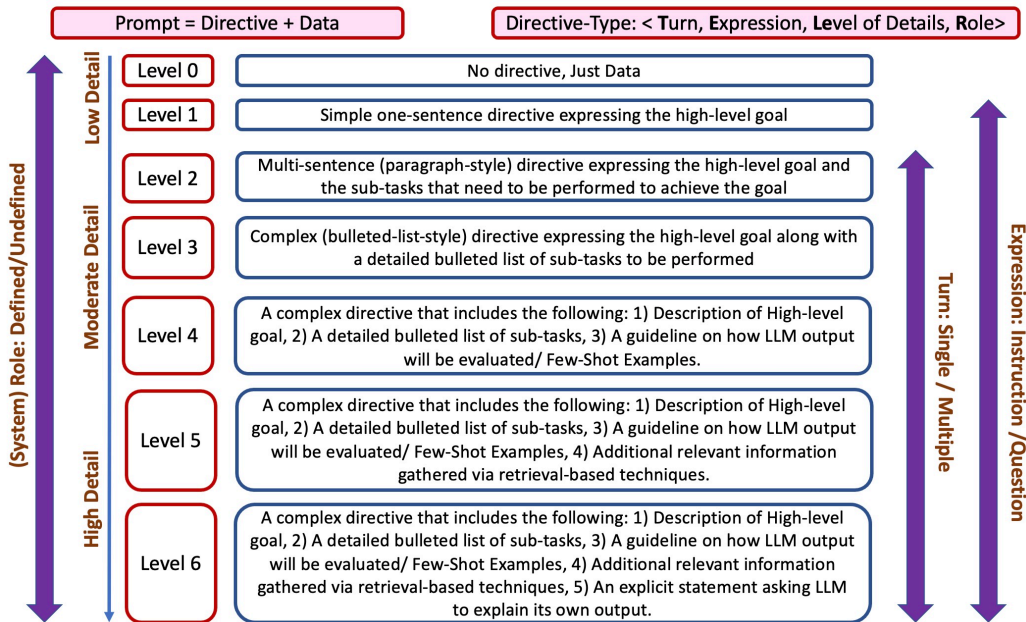 Prompt = Directive + Data
Directive-Type: < Turn, Expression, Level of Details, Role>
(System) Role: Defined/Undefined
Low Detail
Moderate Detail
High Detail
Level 0
No directive, Just Data
Level 1
Simple one-sentence directive expressing the high-level goal
Level 2
Multi-sentence (paragraph-style) directive expressing the high-level goal and
the sub-tasks that need to be performed to achieve the goal
Level 3
Complex (bulleted-list-style) directive expressing the high-level goal along with
a detailed bulleted list of sub-tasks to be performed
Level 4
A complex directive that includes the following: 1) Description of High-level
goal, 2) A detailed bulleted list of sub-tasks, 3) A guideline on how LLM output
will be evaluated/ Few-Shot Examples.
Level 5
A complex directive that includes the following: 1) Description of High-level
goal, 2) A detailed bulleted list of sub-tasks, 3) A guideline on how LLM output
will be evaluated/ Few-Shot Examples, 4) Additional relevant information
gathered via retrieval-based techniques.
Level 6
A complex directive that includes the following: 1) Description of High-level
goal, 2) A detailed bulleted list of sub-tasks, 3) A guideline on how LLM output
will be evaluated/ Few-Shot Examples, 4) Additional relevant information
gathered via retrieval-based techniques, 5) An explicit statement asking LLM
to explain its own output.
Turn: Single / Multiple
Expression: Instruction /Question